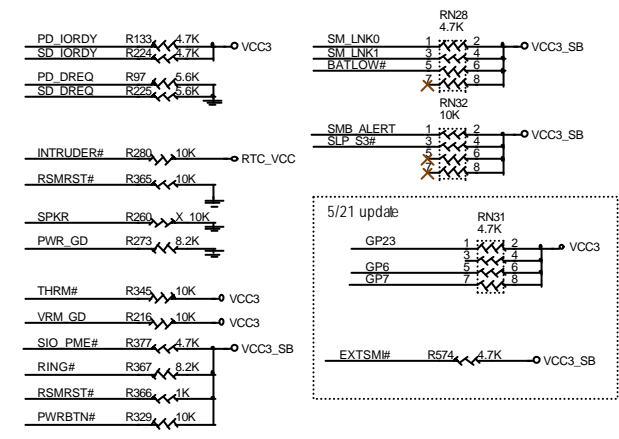 PD_IORDY R133 4.7K VCC3
SD_IORDY R224 4.7K
PD_DREQ R97 5.6K
SD_DREQ R225 5.6K
INTRUDER# R280 10K RTC_VCC
RSMRST# R365 10K
SPKR R260 X_10K
PWR_GD R273 8.2K
THRM# R345 10K VCC3
VRM_GD R216 10K VCC3
SIO_PME# R377 4.7K VCC3_SB
RING# R367 8.2K
RSMRST# R366 1K
PWRBTN# R329 10K
RN28
4.7K
SM_LNK0 1 2 VCC3_SB
SM_LNK1 3 4
BATLOW# 5 6
7 8
RN32
10K
SMB_ALERT 1 2 VCC3_SB
SLP_S3# 3 4
5 6
7 8
5/21 update
RN31
4.7K
GP23 1 2 VCC3
3 4
GP6 5 6
GP7 7 8
EXTSMI# R574 4.7K VCC3_SB